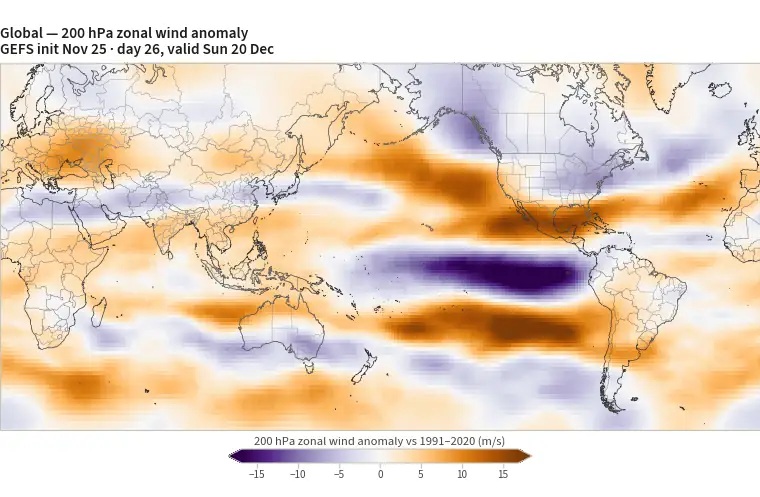 Global — 200 hPa zonal wind anomaly
GEFS init Nov 25 · day 26, valid Sun 20 Dec
200 hPa zonal wind anomaly vs 1991–2020 (m/s)
−15 −10 −5 0 5 10 15